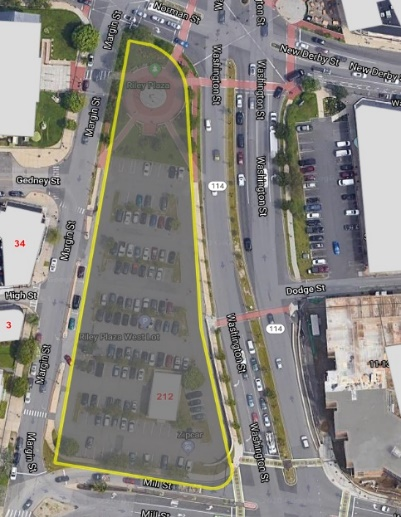 Norman St
Margin St
Washington St
New Derby St
New Derby S
Riley Plaza
Washington St
Washington St
Margin St
Washington St
Gedney St
114
34
Margin St
Dodge St
High St
3
114
Washington St
Riley Plaza West Lot
Margin St
212
Zipcar
Margin St
Washington St
Mill St
Mill St